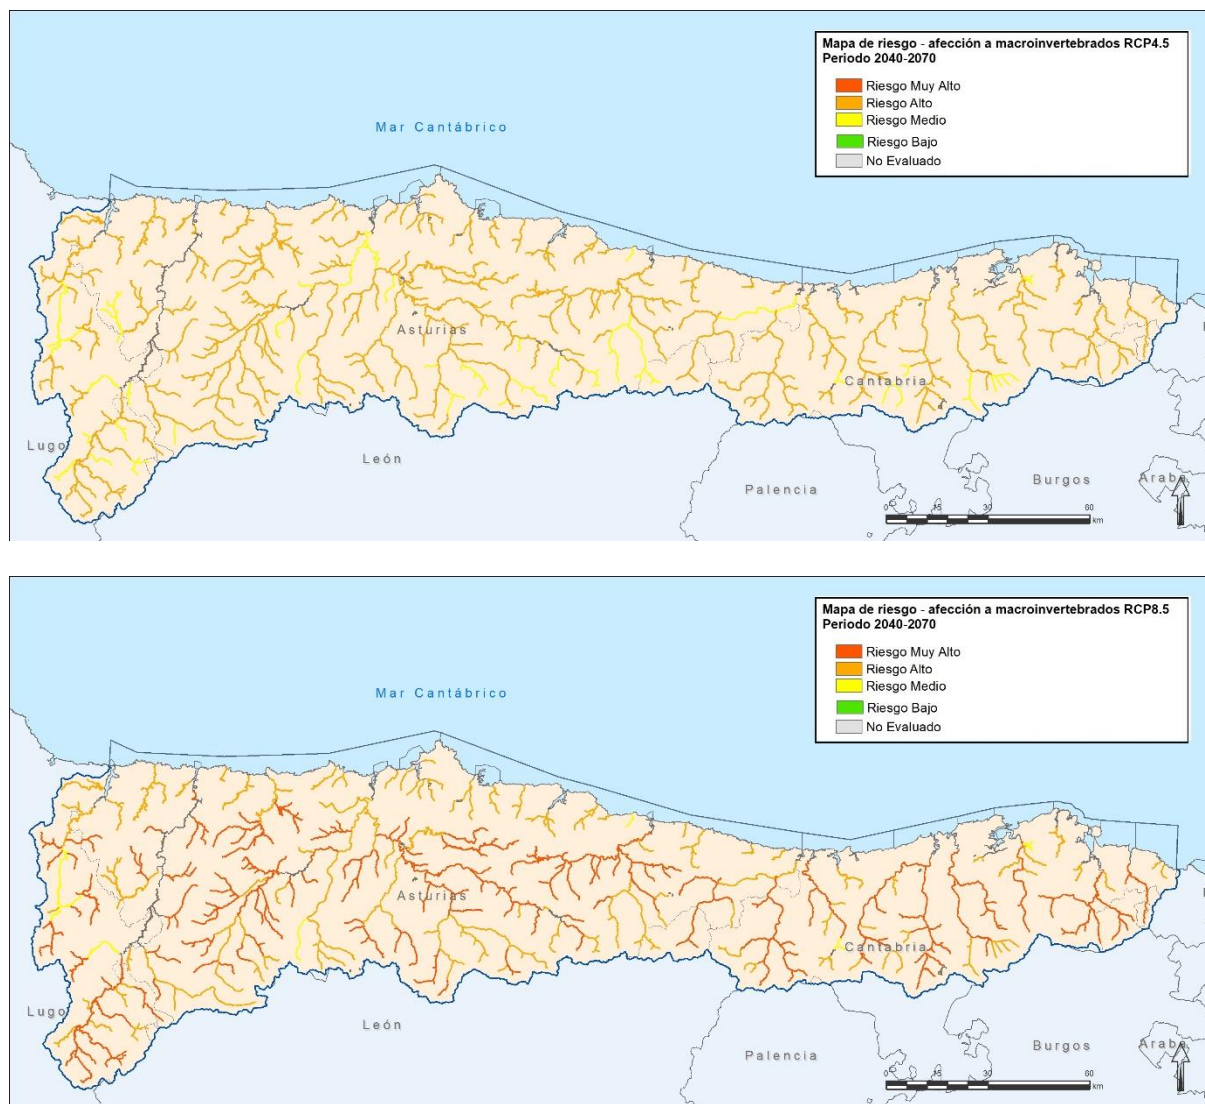 Mapa de riesgo - afección a macroinvertebrados RCP4.5
Periodo 2040-2070
Riesgo Muy Alto
Riesgo Alto
Riesgo Medio
Riesgo Bajo
No Evaluado
Mar Cantábrico
Asturias
Cantabria
Lugo
León
Palencia
Burgos
Araba
0 15 30 60
km
Mapa de riesgo - afección a macroinvertebrados RCP8.5
Periodo 2040-2070
Riesgo Muy Alto
Riesgo Alto
Riesgo Medio
Riesgo Bajo
No Evaluado
Mar Cantábrico
Asturias
Cantabria
Lugo
León
Palencia
Burgos
Araba
0 15 30 60
km